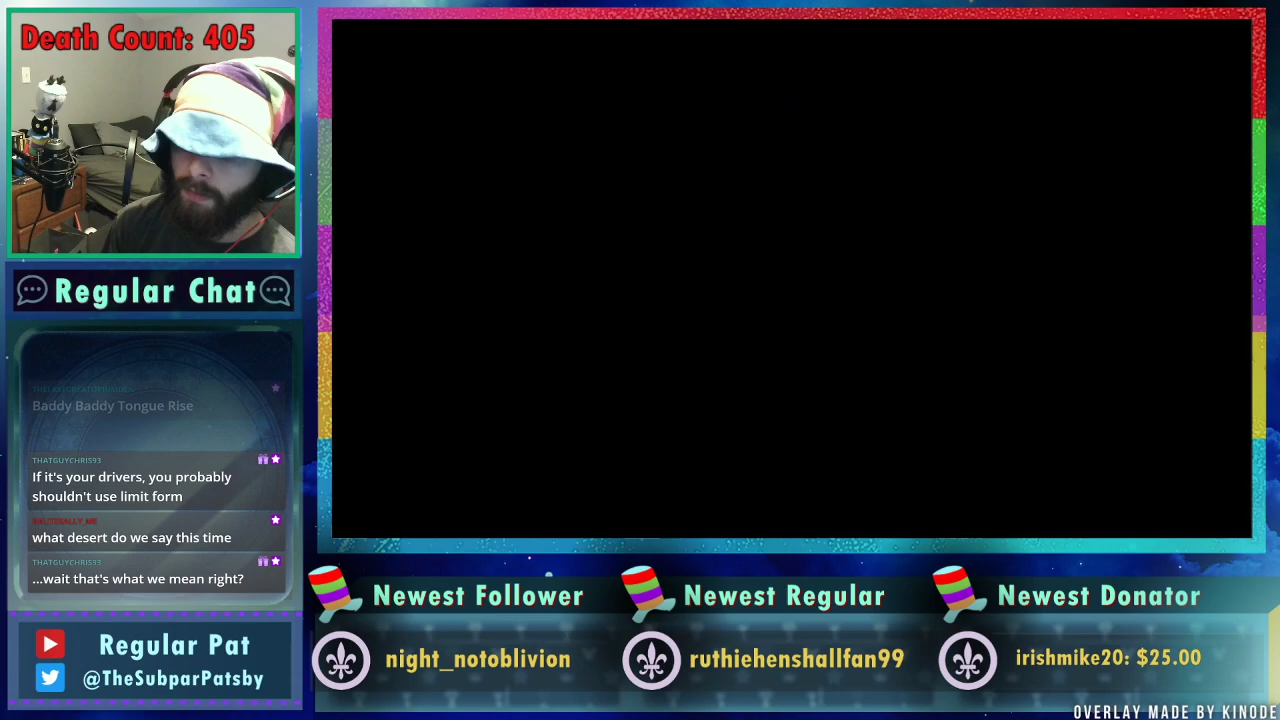 Death Count: 405
Regular Chat
Baddy Baddy Tongue Rise
THATGUYCHRIS93
If it's your drivers, you probably
shouldn't use limit form
what desert do we say this time
THATGUYCHRIS93
...wait that's what we mean right?
Regular Pat
@TheSubparPatsby
Newest Follower
night_notoblivion
Newest Regular
ruthiehenshallfan99
Newest Donator
irishmike20: $25.00
OVERLAY MADE BY KINODE